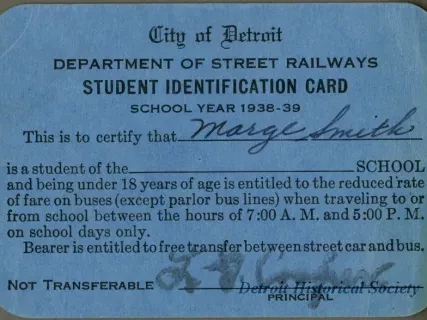 City of Detroit
DEPARTMENT OF STREET RAILWAYS
STUDENT IDENTIFICATION CARD
SCHOOL YEAR 1938-39
This is to certify that Marge Smith
is a student of the SCHOOL
and being under 18 years of age is entitled to the reduced rate
of fare on buses (except parlor bus lines) when traveling to or
from school between the hours of 7:00 A. M. and 5:00 P. M.
on school days only.
Bearer is entitled to free transfer between street car and bus.
NOT TRANSFERABLE
Detroit Historical Society
PRINCIPAL